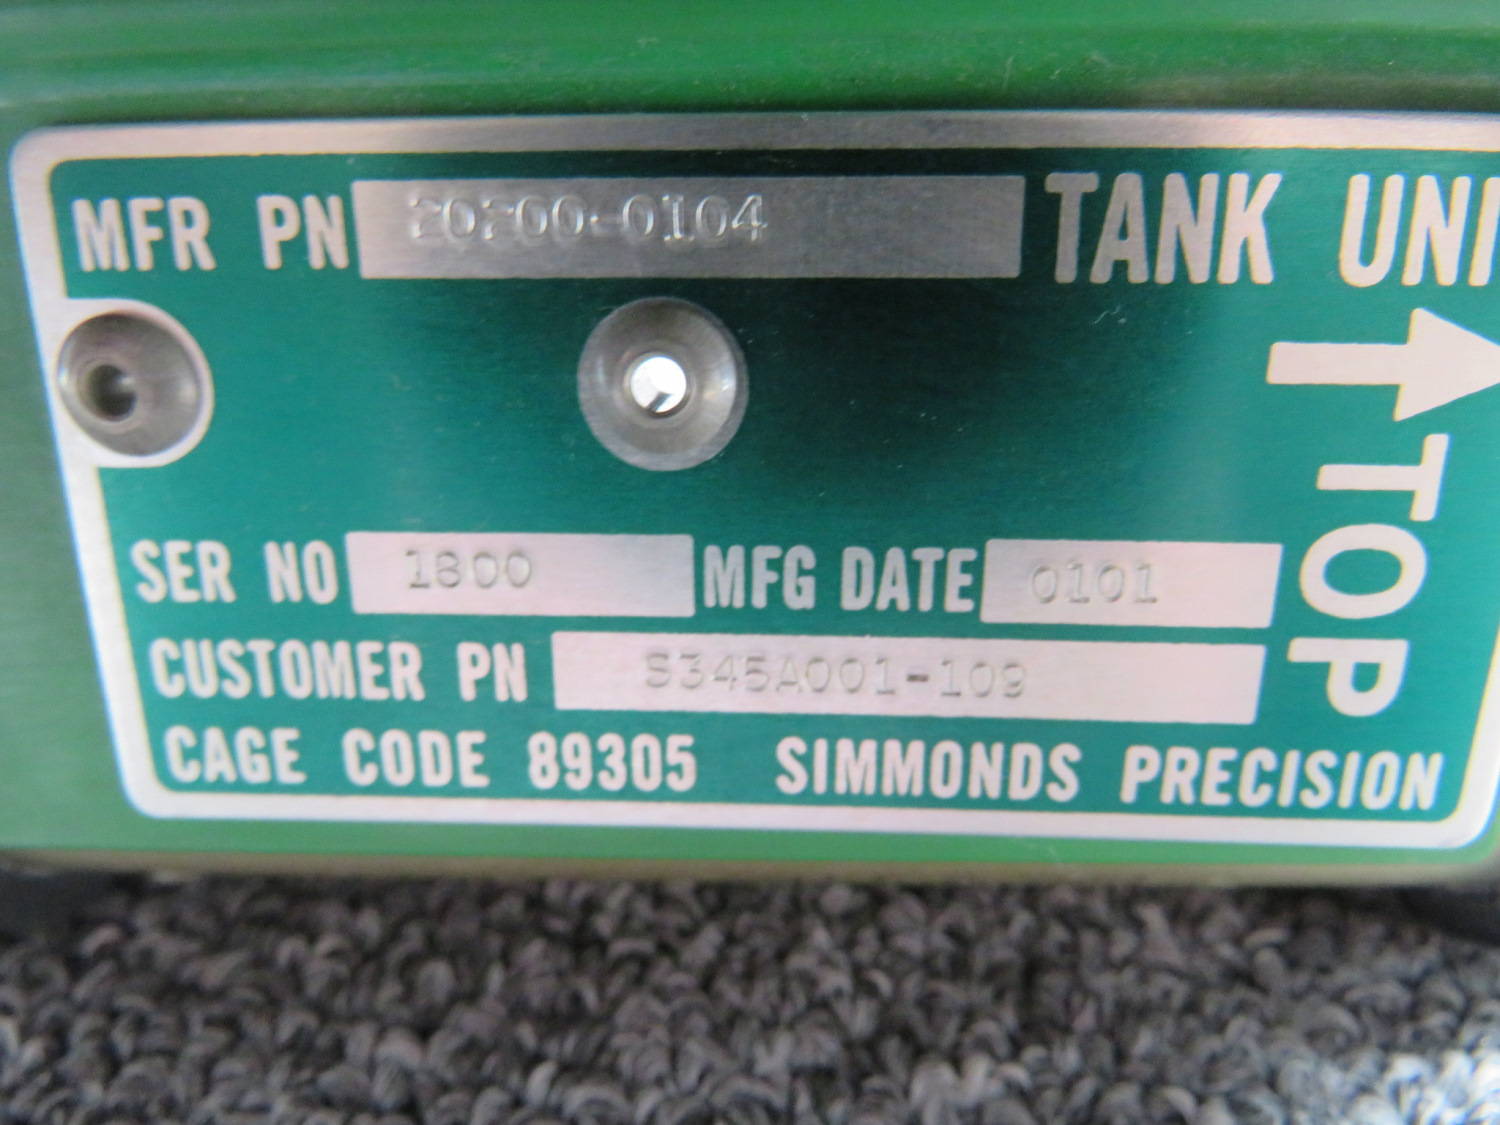 MFR PN 20200-0104 TANK UNI
↑ TOP
SER NO 1800 MFG DATE 0101
CUSTOMER PN S345A001-109
CAGE CODE 89305 SIMMONDS PRECISION